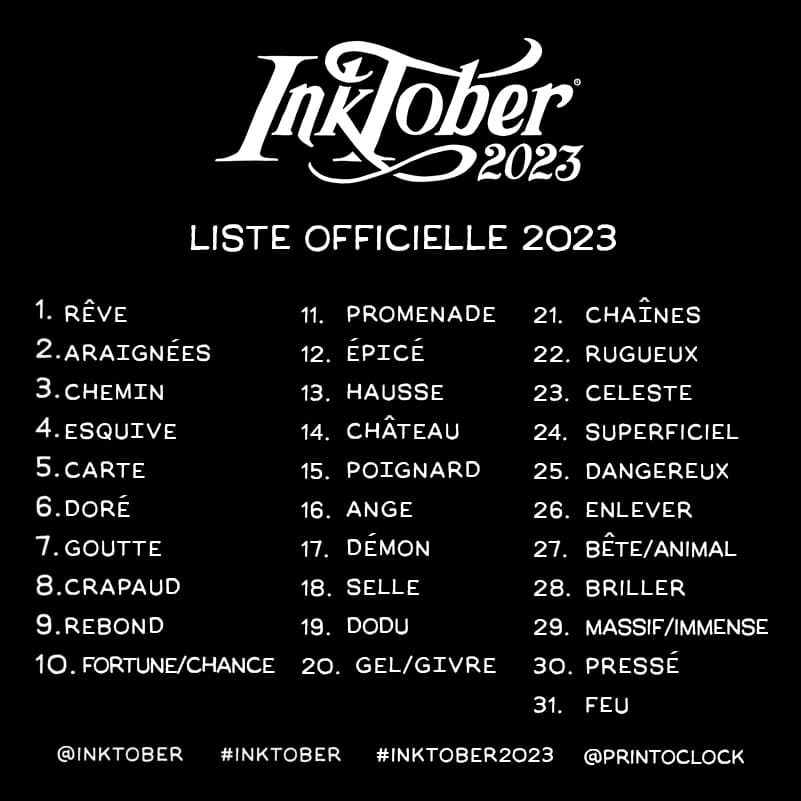 InkTober
2023
LISTE OFFICIELLE 2023
1. RÊVE
2. ARAIGNÉES
3. CHEMIN
4. ESQUIVE
5. CARTE
6. DORÉ
7. GOUTTE
8. CRAPAUD
9. REBOND
10. FORTUNE/CHANCE
11. PROMENADE
12. ÉPICÉ
13. HAUSSE
14. CHÂTEAU
15. POIGNARD
16. ANGE
17. DÉMON
18. SELLE
19. DODU
20. GEL/GIVRE
21. CHAÎNES
22. RUGUEUX
23. CELESTE
24. SUPERFICIEL
25. DANGEREUX
26. ENLEVER
27. BÊTE/ANIMAL
28. BRILLER
29. MASSIF/IMMENSE
30. PRESSÉ
31. FEU
@INKTOBER #INKTOBER #INKTOBER2023 @PRINTOCLOCK